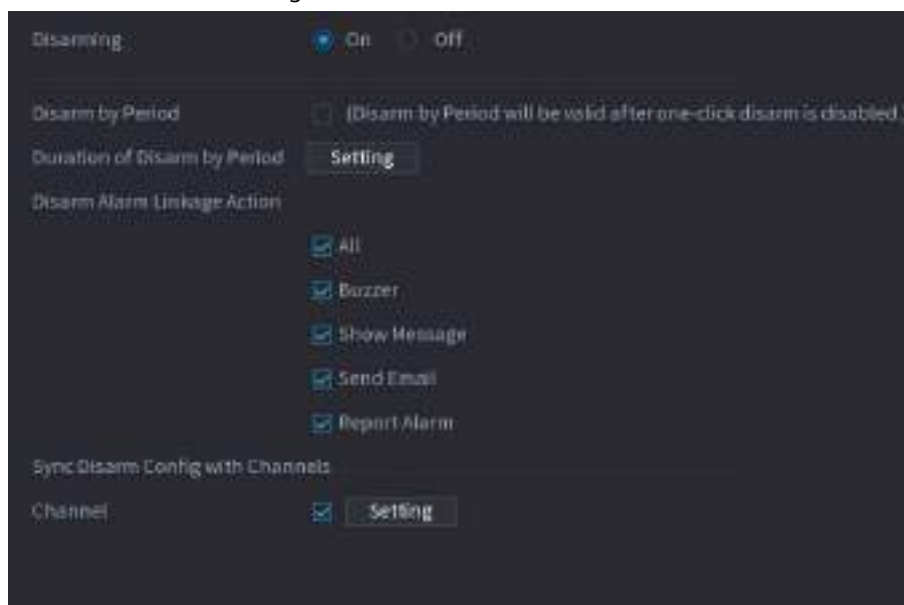 Disarming On Off
Disarm by Period (Disarm by Period will be valid after one-click disarm is disabled.)
Duration of Disarm by Period Setting
Disarm Alarm Linkage Action
All
Buzzer
Show Message
Send Email
Report Alarm
Sync Disarm Config with Channels
Channel Setting